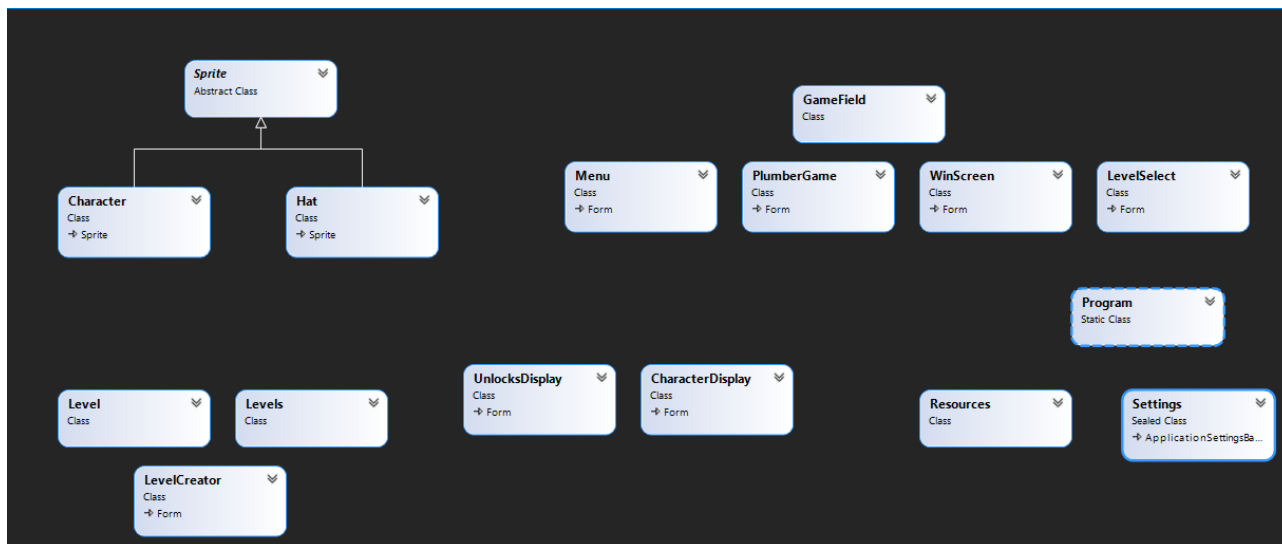 Sprite
Abstract Class
GameField
Class
Character
Class
Sprite
Hat
Class
Sprite
Menu
Class
Form
PlumberGame
Class
Form
WinScreen
Class
Form
LevelSelect
Class
Form
Program
Static Class
UnlocksDisplay
Class
Form
CharacterDisplay
Class
Form
Level
Class
Levels
Class
Resources
Class
Settings
Sealed Class
ApplicationSettingsBa...
LevelCreator
Class
Form